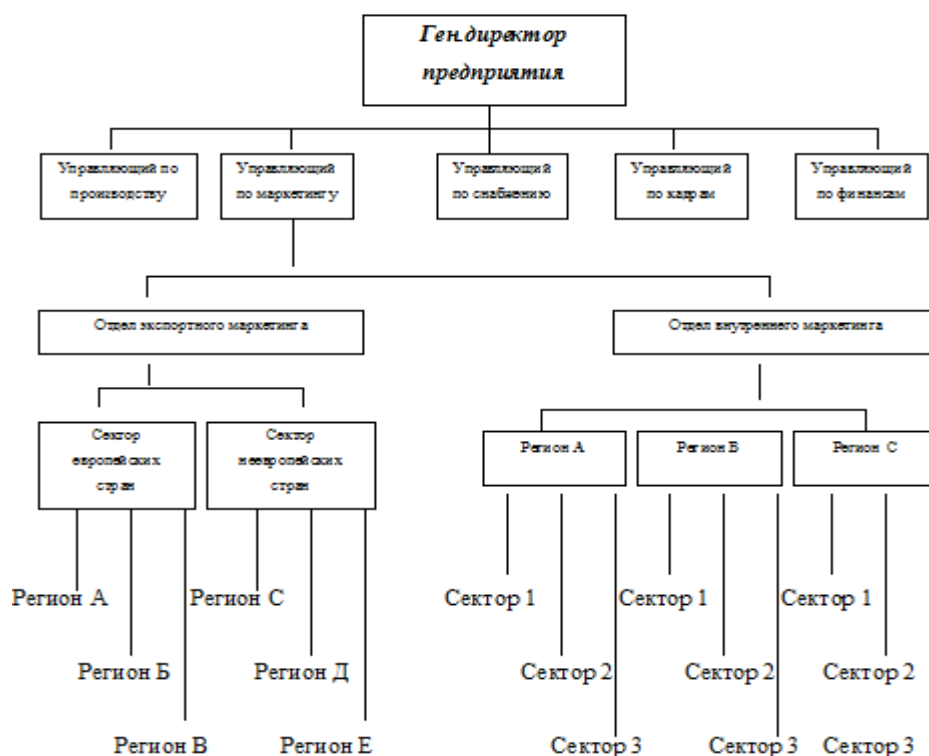 Ген.директор
предприятия
Управляющий по
производству
Управляющий
по маркетингу
Управляющий
по снабжению
Управляющий
по кадрам
Управляющий
по финансам
Отдел экспортного маркетинга
Отдел внутреннего маркетинга
Сектор
европейских
стран
Сектор
неевропейских
стран
Регион А
Регион В
Регион С
Регион А
Регион С
Сектор 1
Сектор 1
Сектор 1
Регион Б
Регион Д
Сектор 2
Сектор 2
Сектор 2
Регион В
Регион Е
Сектор 3
Сектор 3
Сектор 3